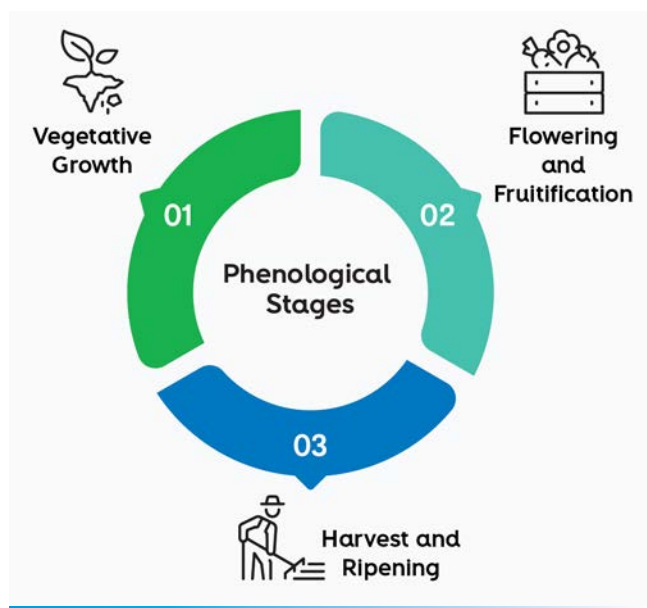 Vegetative
Growth
01
Flowering
and
Fruitification
02
Phenological
Stages
03
Harvest and
Ripening